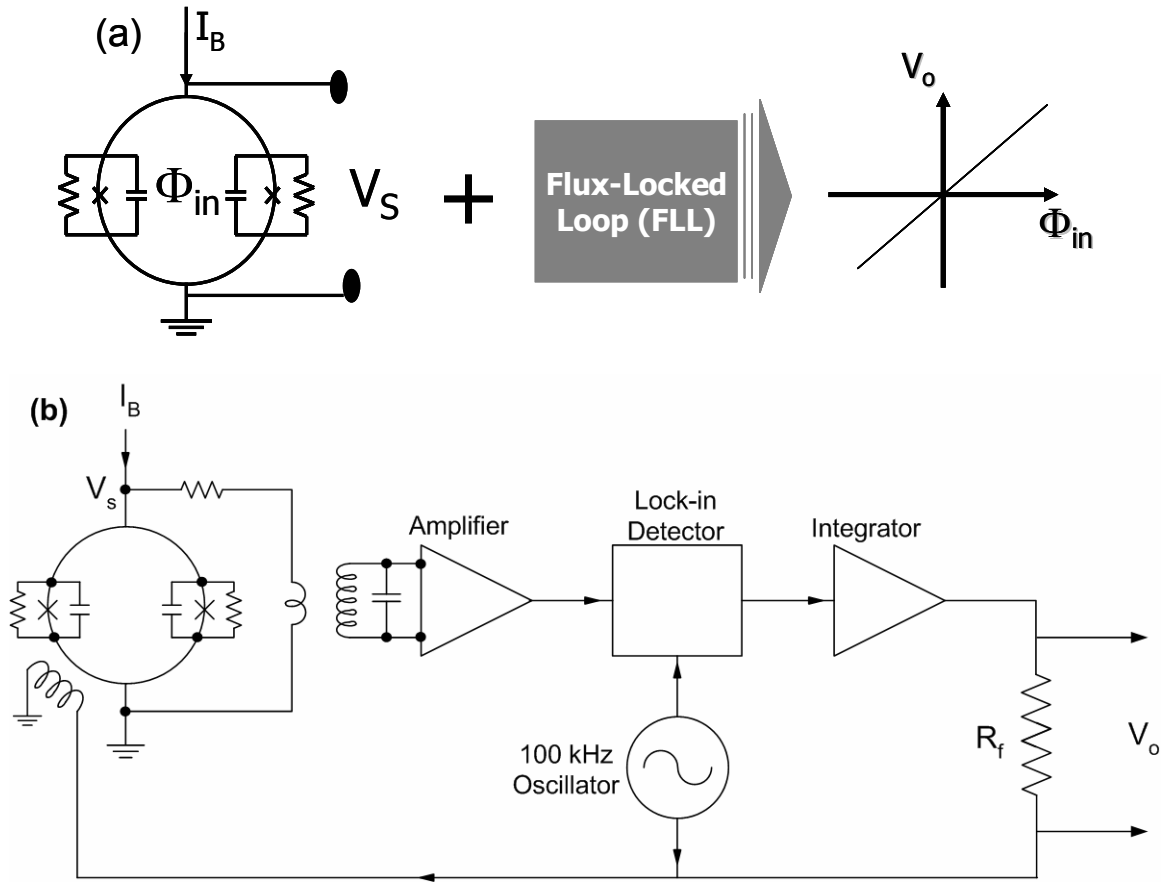 (a)
I_B
Φ_in
V_S
+
Flux-Locked
Loop (FLL)
V_o
Φ_in
(b)
I_B
V_s
Amplifier
Lock-in
Detector
Integrator
100 kHz
Oscillator
R_f
V_o